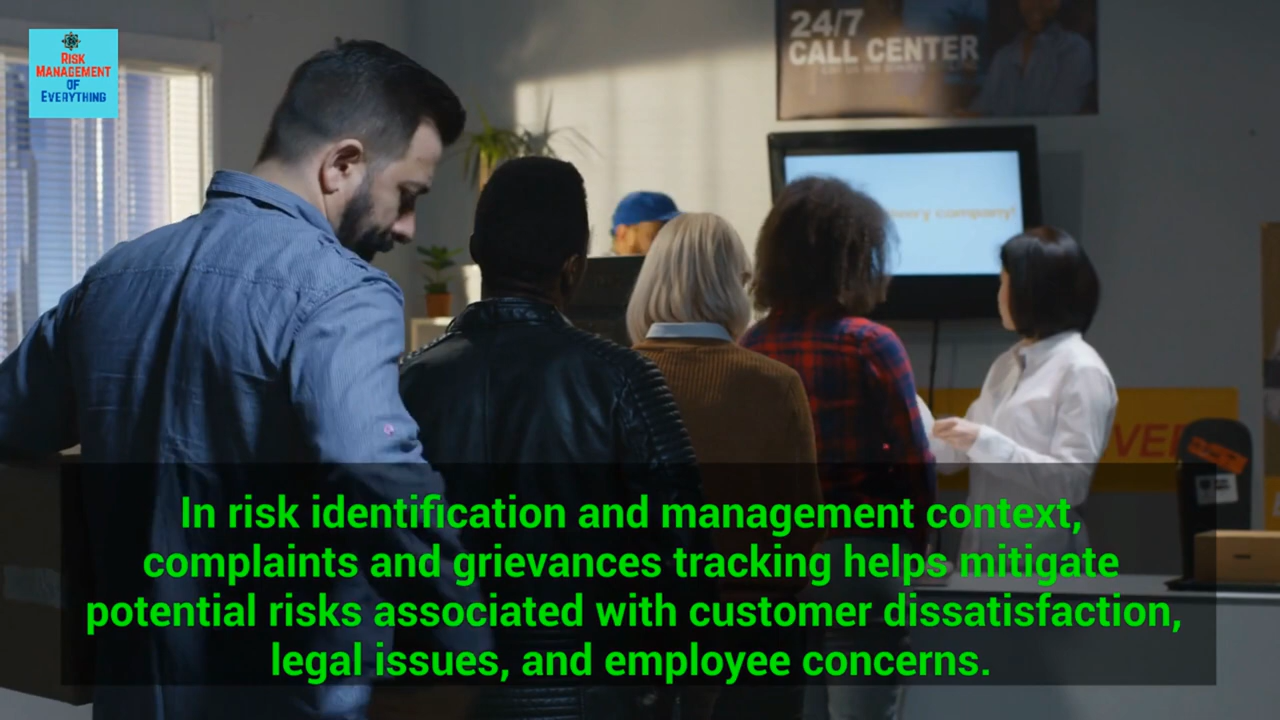 RISK
MANAGEMENT
OF
EVERYTHING
24/7
CALL CENTER
company!
VER
In risk identification and management context,
complaints and grievances tracking helps mitigate
potential risks associated with customer dissatisfaction,
legal issues, and employee concerns.